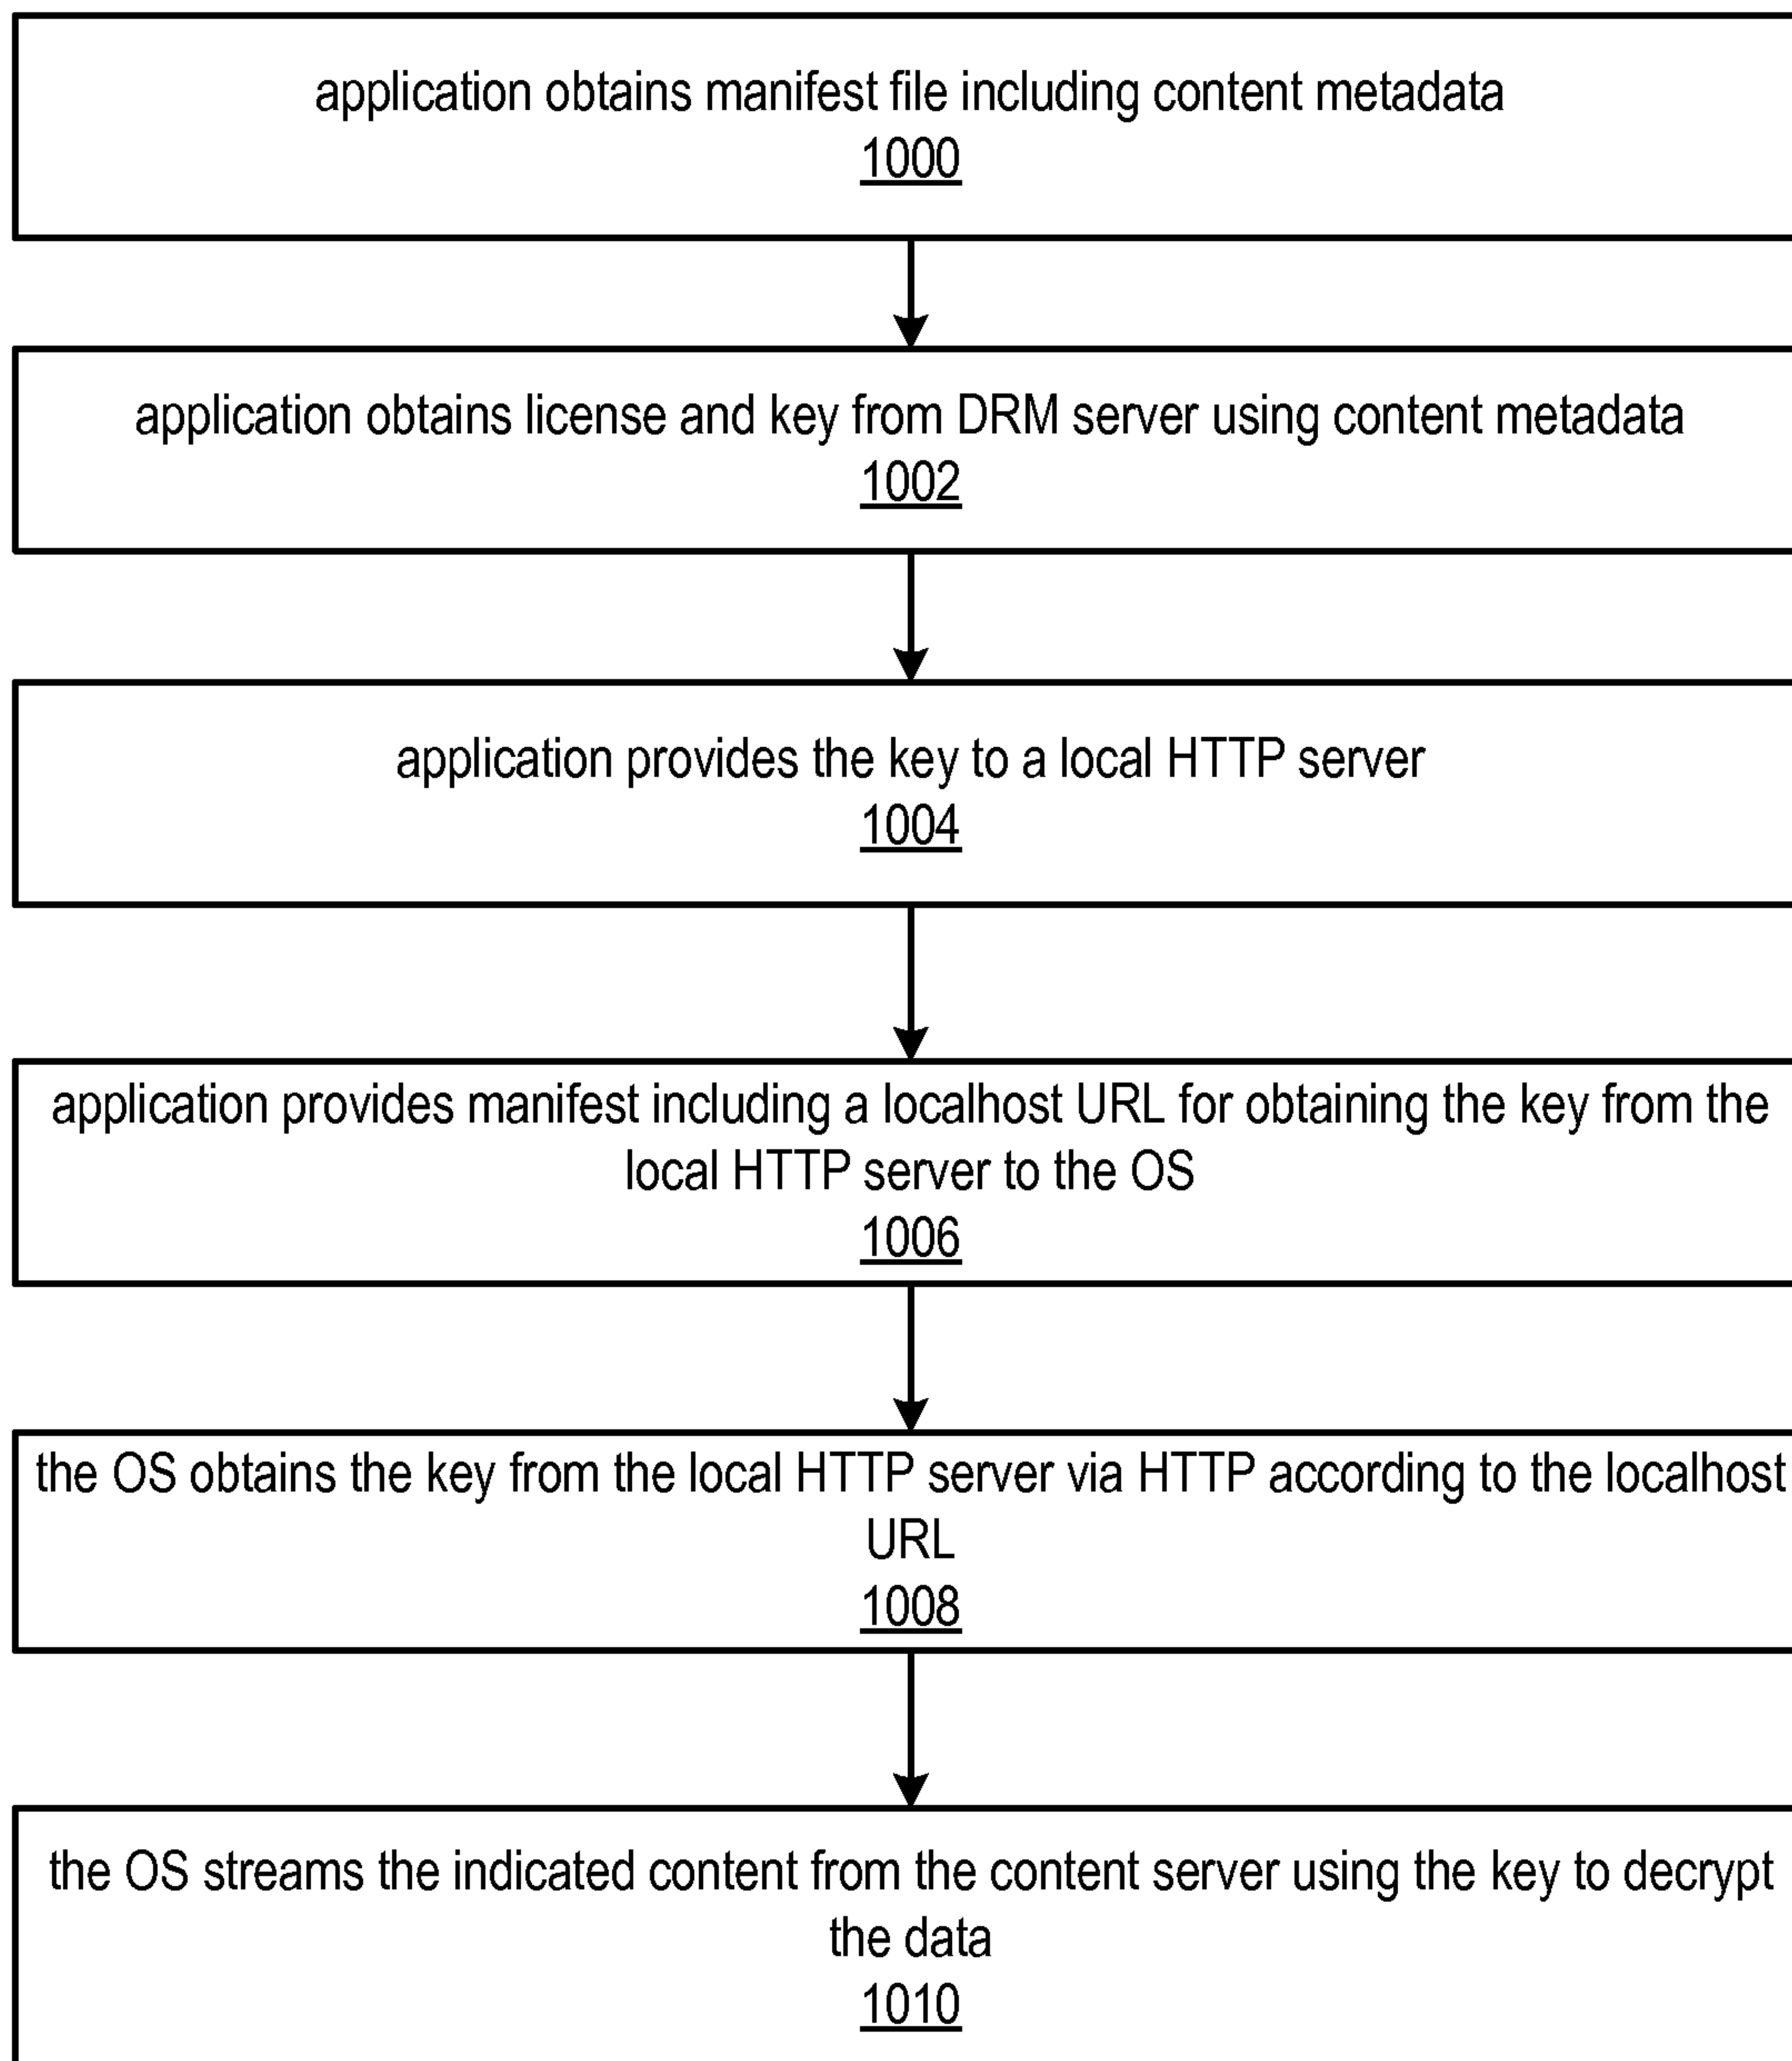 application obtains manifest file including content metadata
1000
application obtains license and key from DRM server using content metadata
1002
application provides the key to a local HTTP server
1004
application provides manifest including a localhost URL for obtaining the key from the
local HTTP server to the OS
1006
the OS obtains the key from the local HTTP server via HTTP according to the localhost
URL
1008
the OS streams the indicated content from the content server using the key to decrypt
the data
1010